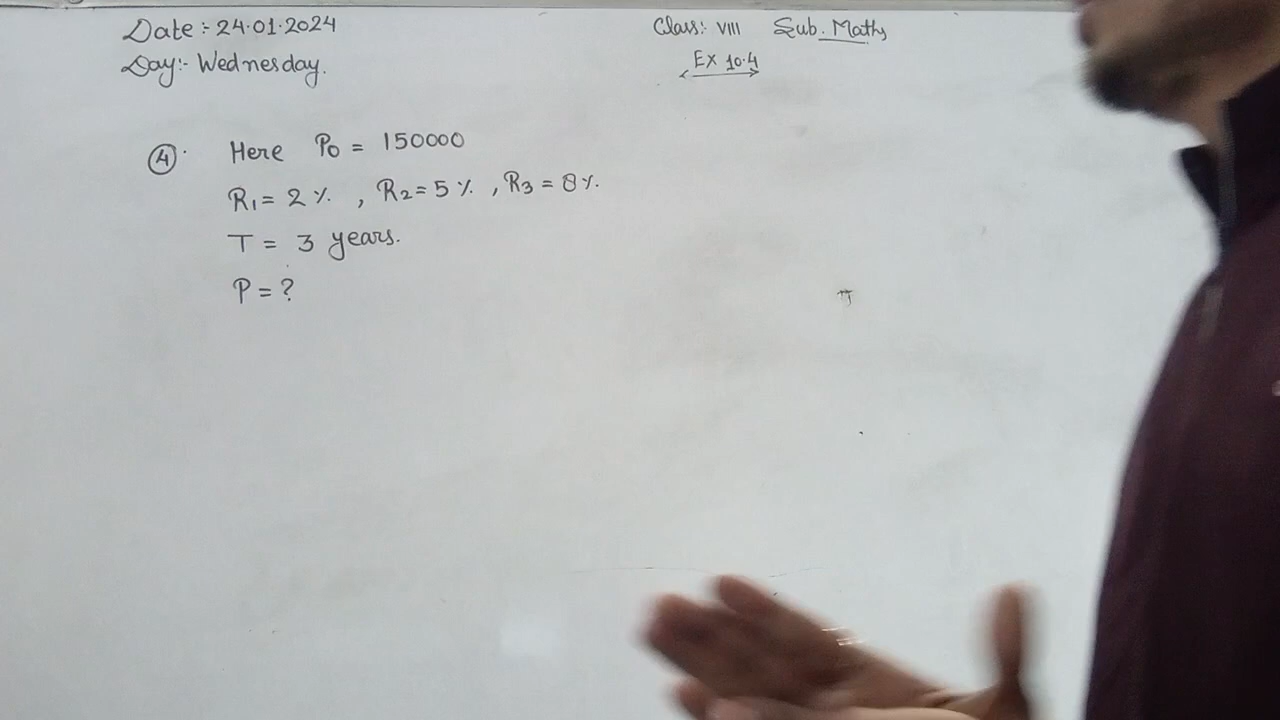 Date :- 24.01.2024
Class:- VIII Sub. Maths
Day:- Wednesday.
EX 10.4
4. Here P0 = 150000
R1 = 2 %. , R2 = 5 %. , R3 = 8 %.
T = 3 years.
P = ?